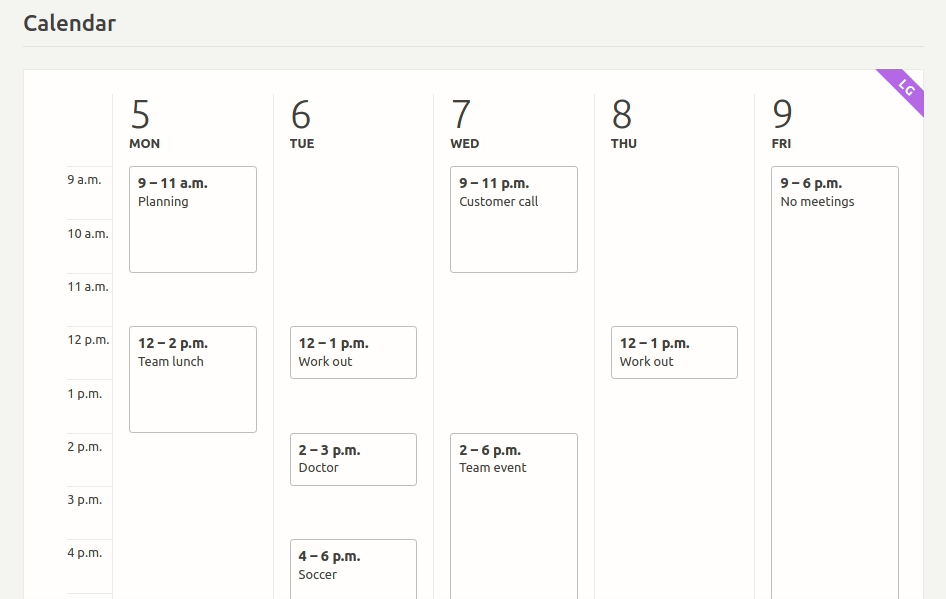 Calendar
LG
5
MON
6
TUE
7
WED
8
THU
9
FRI
9 a.m.
10 a.m.
11 a.m.
12 p.m.
1 p.m.
2 p.m.
3 p.m.
4 p.m.
9 – 11 a.m.
Planning
12 – 2 p.m.
Team lunch
12 – 1 p.m.
Work out
2 – 3 p.m.
Doctor
4 – 6 p.m.
Soccer
9 – 11 p.m.
Customer call
2 – 6 p.m.
Team event
12 – 1 p.m.
Work out
9 – 6 p.m.
No meetings